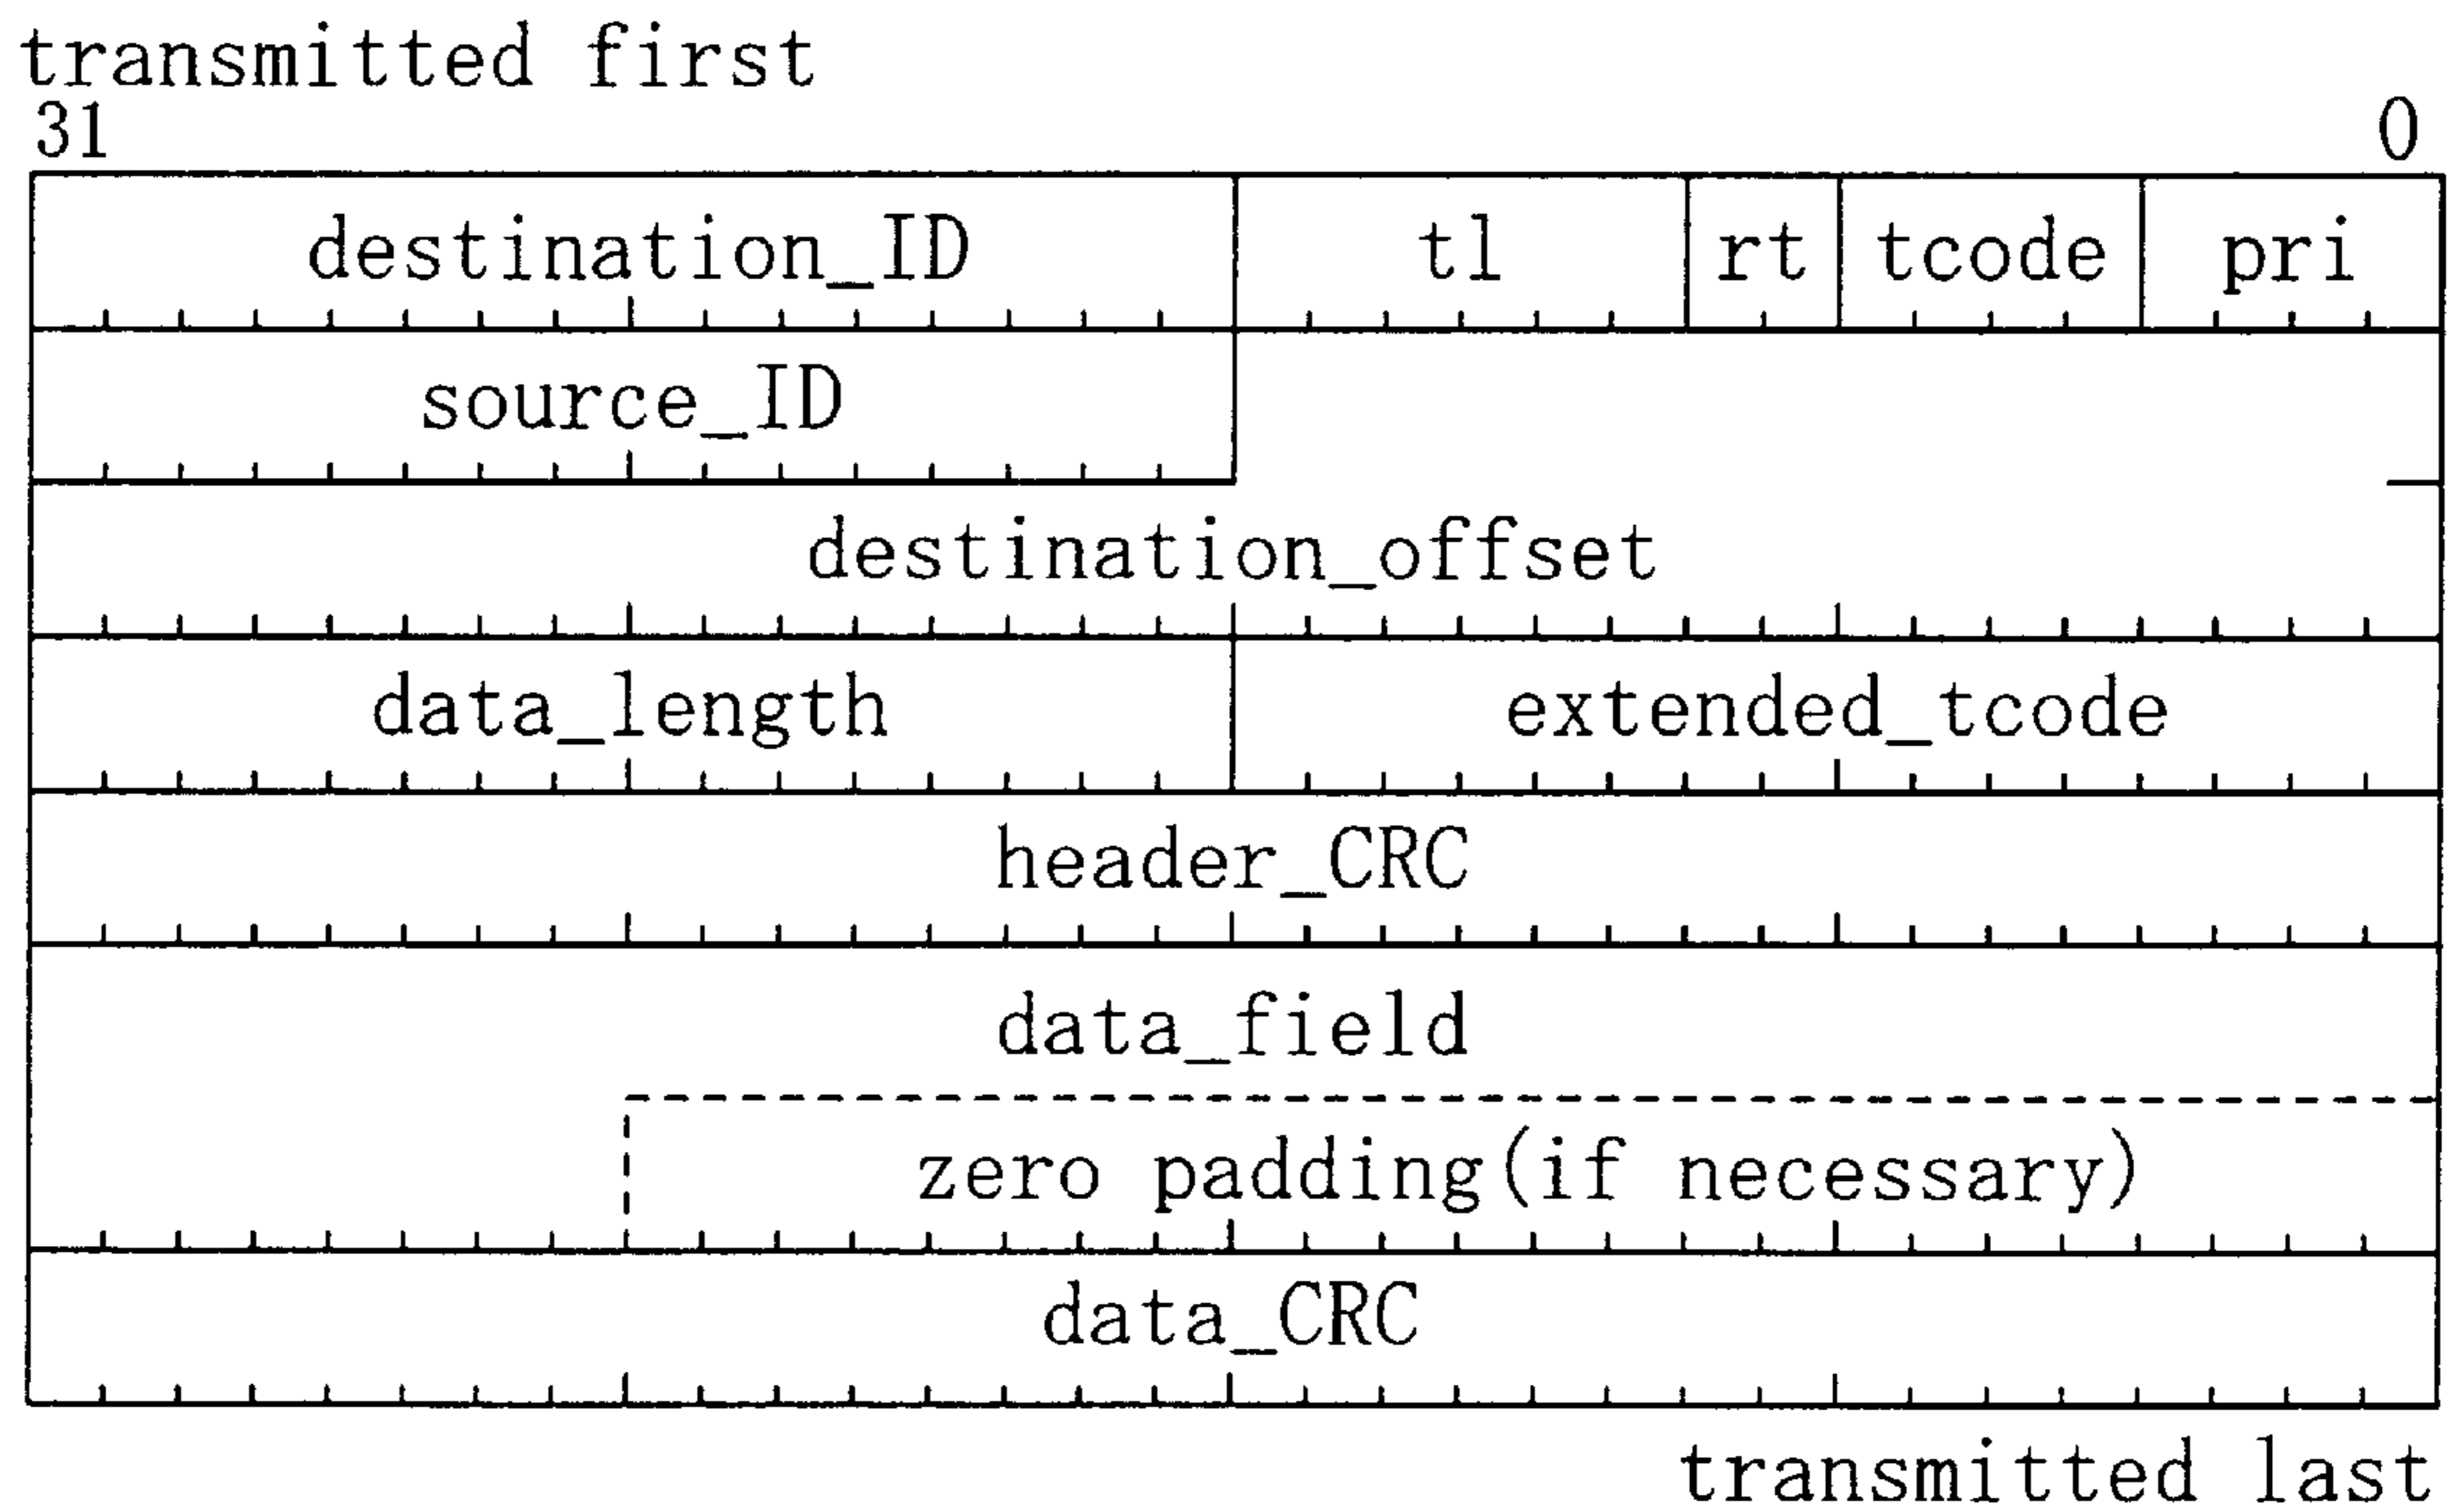 transmitted first
31 0
destination_ID tl rt tcode pri
source_ID
destination_offset
data_length extended_tcode
header_CRC
data_field
zero padding(if necessary)
data_CRC
transmitted last